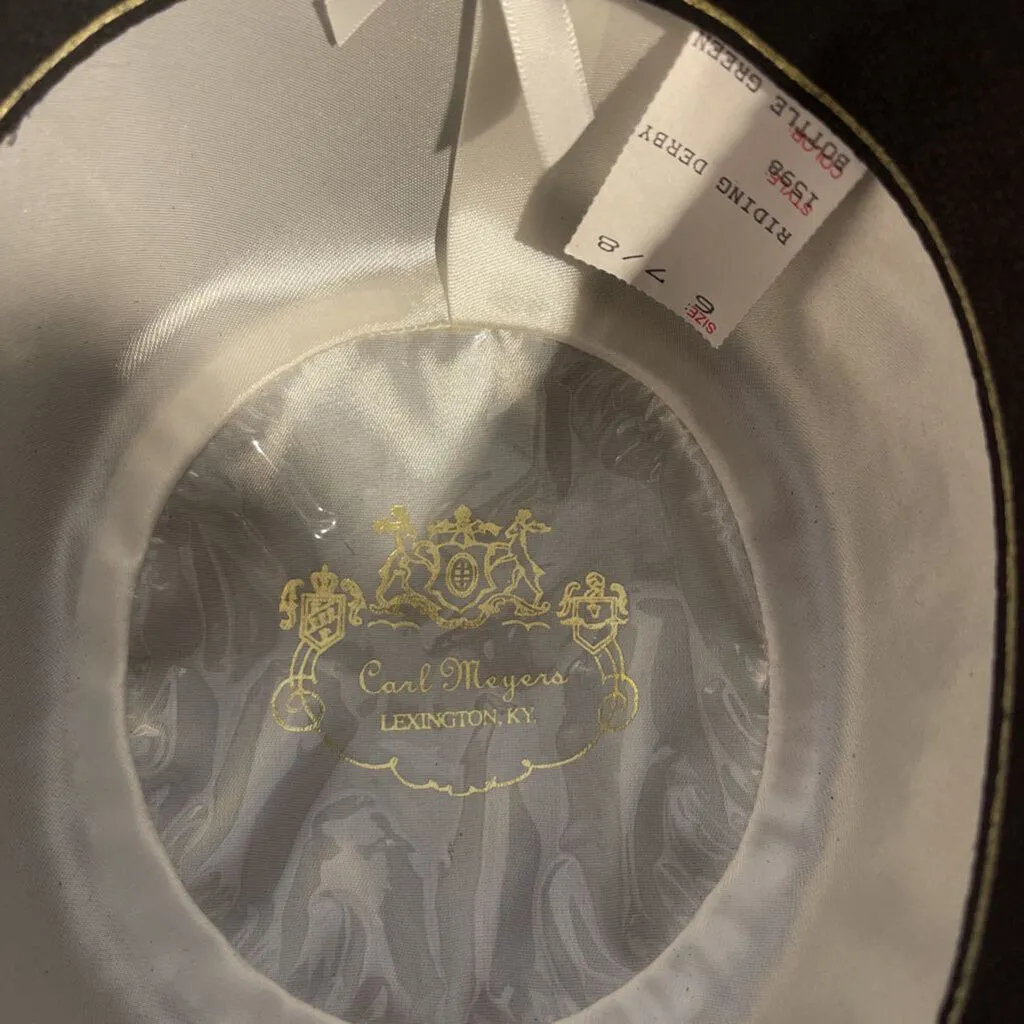 Carl Meyers
LEXINGTON, KY.
SIZE:
6 7/8
RIDING DERBY
STYLE
1598
COLOR:
BOTTLE GREEN